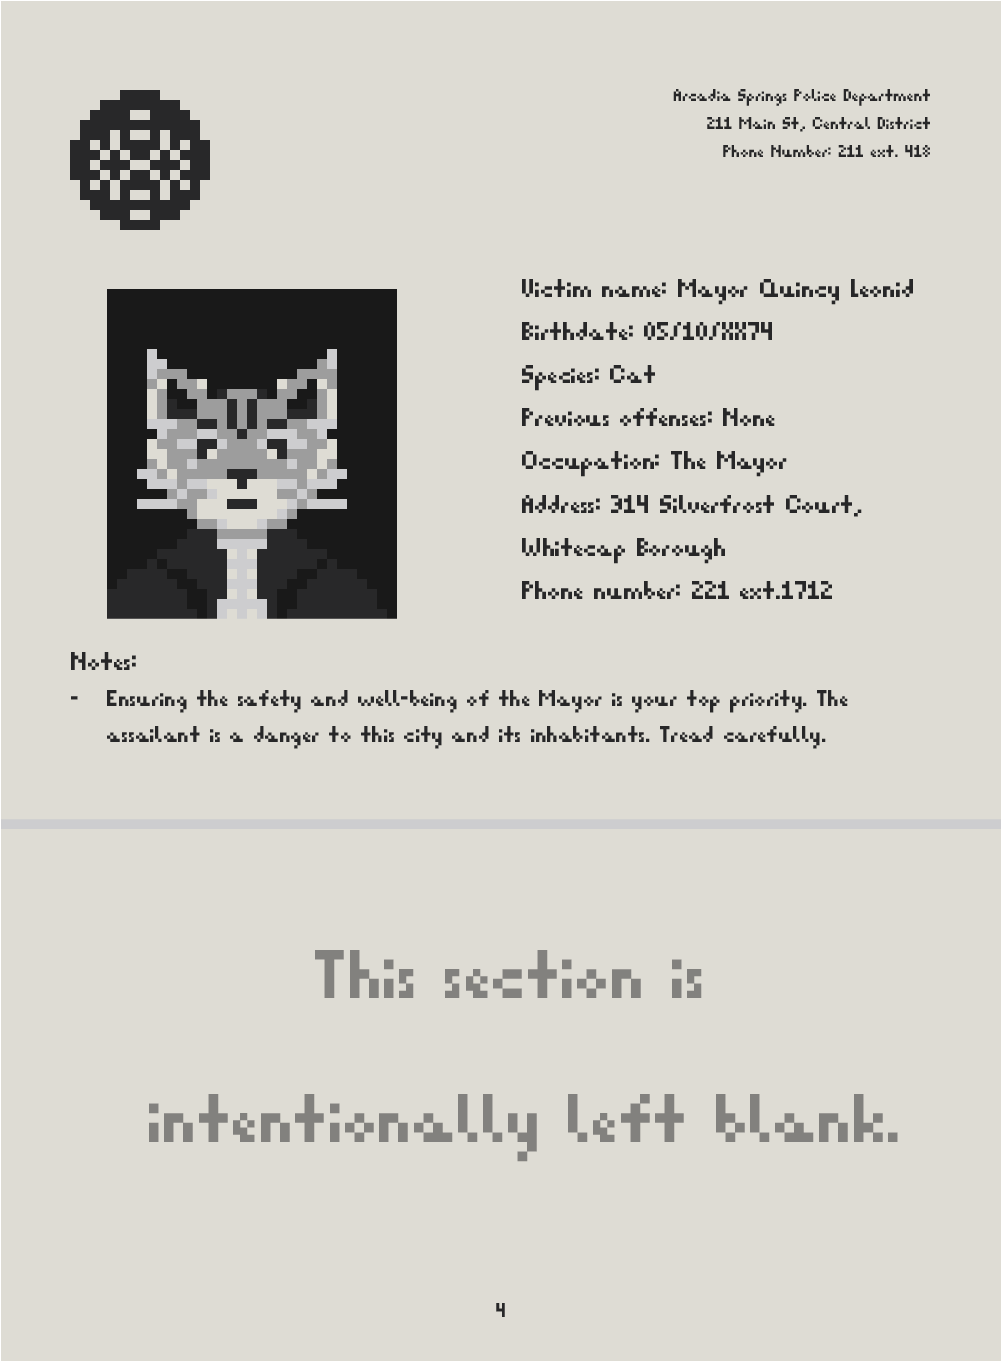 Arcadia Springs Police Department
211 Main St, Central District
Phone Number: 211 ext. 418
Victim name: Mayor Quincy Leonid
Birthdate: 05/10/XX74
Species: Cat
Previous offenses: None
Occupation: The Mayor
Address: 314 Silverfrost Court,
Whitecap Borough
Phone number: 221 ext.1712
Notes:
- Ensuring the safety and well-being of the Mayor is your top priority. The
assailant is a danger to this city and its inhabitants. Tread carefully.
This section is
intentionally left blank.
4